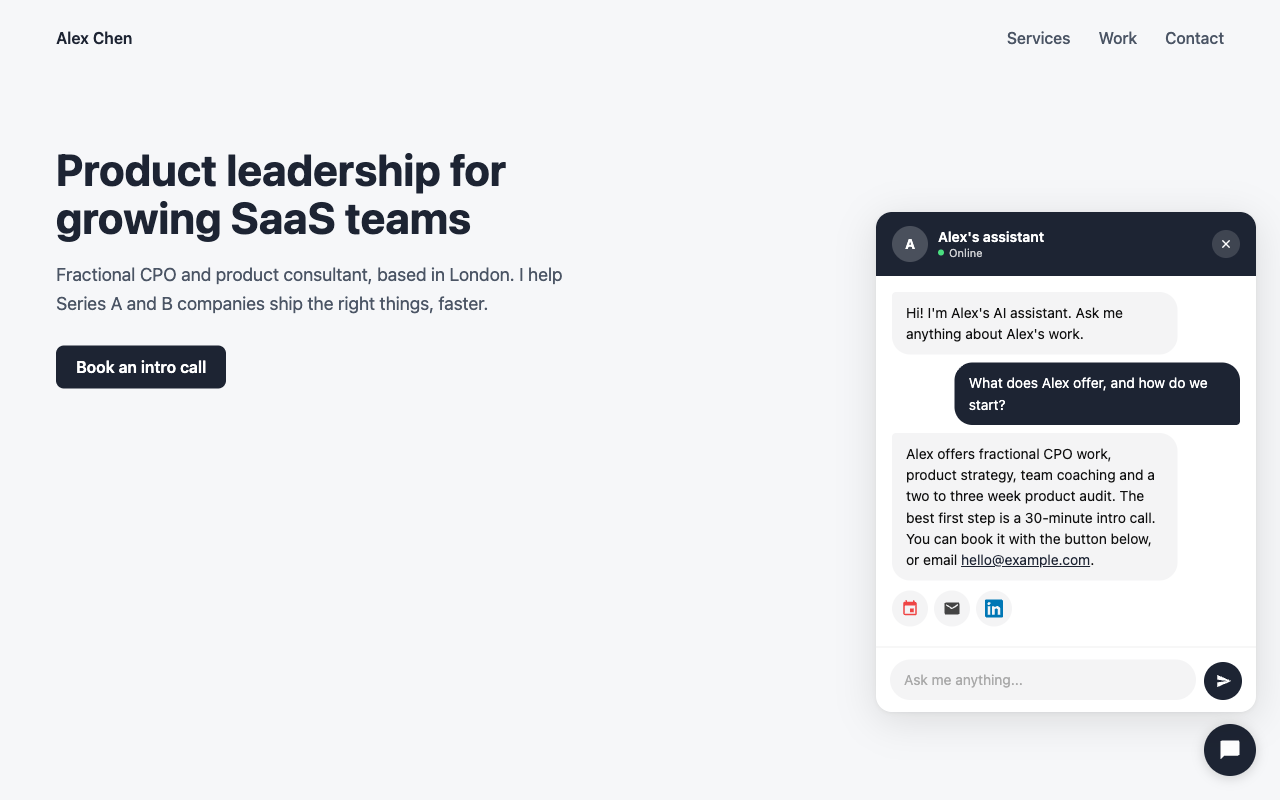 Alex Chen
Services
Work
Contact
Product leadership for
growing SaaS teams
Fractional CPO and product consultant, based in London. I help
Series A and B companies ship the right things, faster.
Book an intro call
A
Alex's assistant
Online
Hi! I'm Alex's AI assistant. Ask me
anything about Alex's work.
What does Alex offer, and how do we
start?
Alex offers fractional CPO work,
product strategy, team coaching and a
two to three week product audit. The
best first step is a 30-minute intro call.
You can book it with the button below,
or email hello@example.com.
in
Ask me anything...